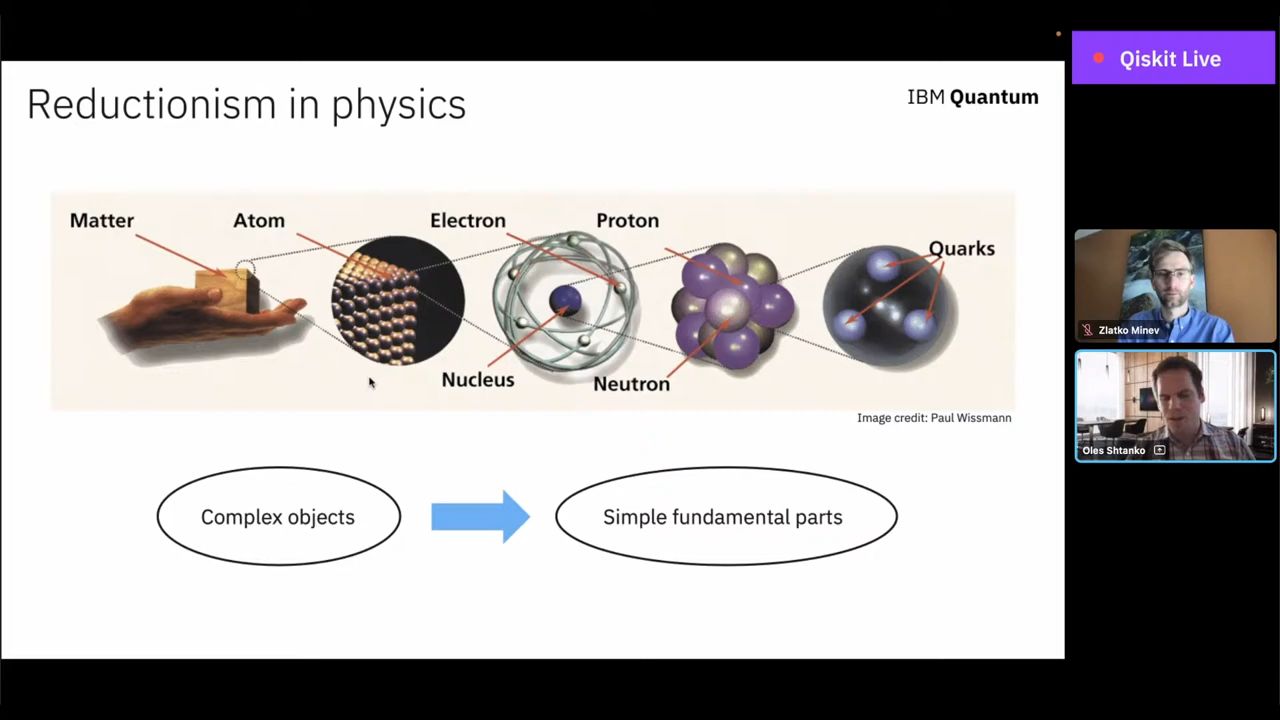 Reductionism in physics
IBM Quantum
Qiskit Live
Matter
Atom
Electron
Proton
Quarks
Nucleus
Neutron
Image credit: Paul Wissmann
Complex objects
Simple fundamental parts
Zlatko Minev
Oles Shtanko